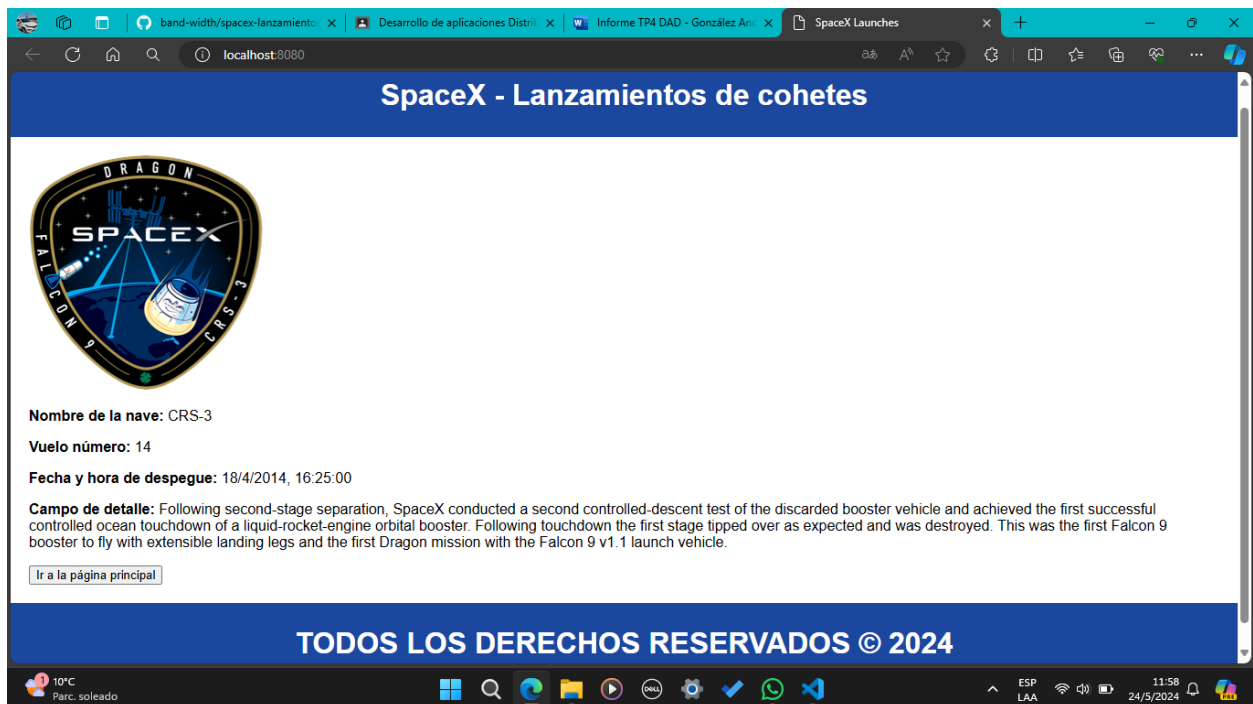 band-width/spacex-lanzamiento
Desarrollo de aplicaciones Distrib
Informe TP4 DAD - González And
SpaceX Launches
localhost:8080
SpaceX - Lanzamientos de cohetes
DRAGON
SPACEX
FALCON 9
CRS-3
Nombre de la nave: CRS-3
Vuelo número: 14
Fecha y hora de despegue: 18/4/2014, 16:25:00
Campo de detalle: Following second-stage separation, SpaceX conducted a second controlled-descent test of the discarded booster vehicle and achieved the first successful
controlled ocean touchdown of a liquid-rocket-engine orbital booster. Following touchdown the first stage tipped over as expected and was destroyed. This was the first Falcon 9
booster to fly with extensible landing legs and the first Dragon mission with the Falcon 9 v1.1 launch vehicle.
Ir a la página principal
TODOS LOS DERECHOS RESERVADOS © 2024
1
10°C
Parc. soleado
DELL
ESP
LAA
11:58
24/5/2024
PRE